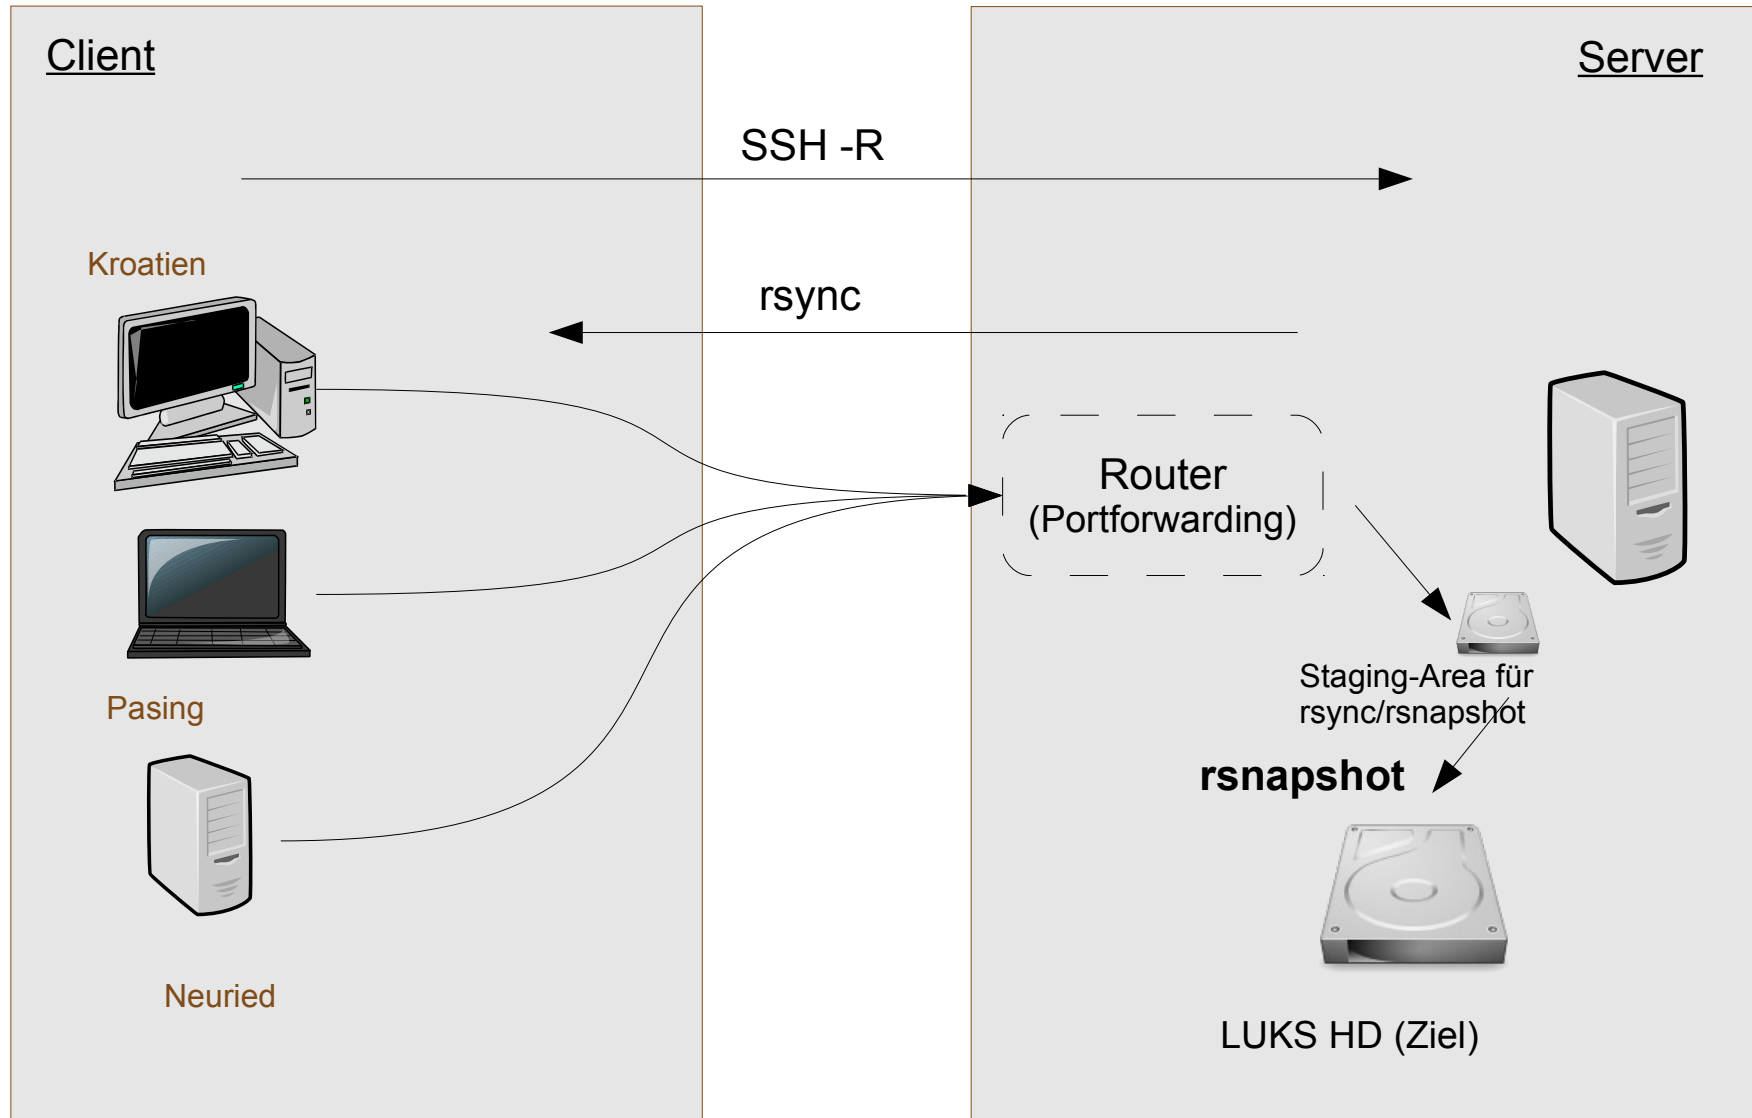 Client
Server
SSH -R
Kroatien
rsync
Router
(Portforwarding)
Staging-Area für
rsync/rsnapshot
Pasing
rsnapshot
Neuried
LUKS HD (Ziel)